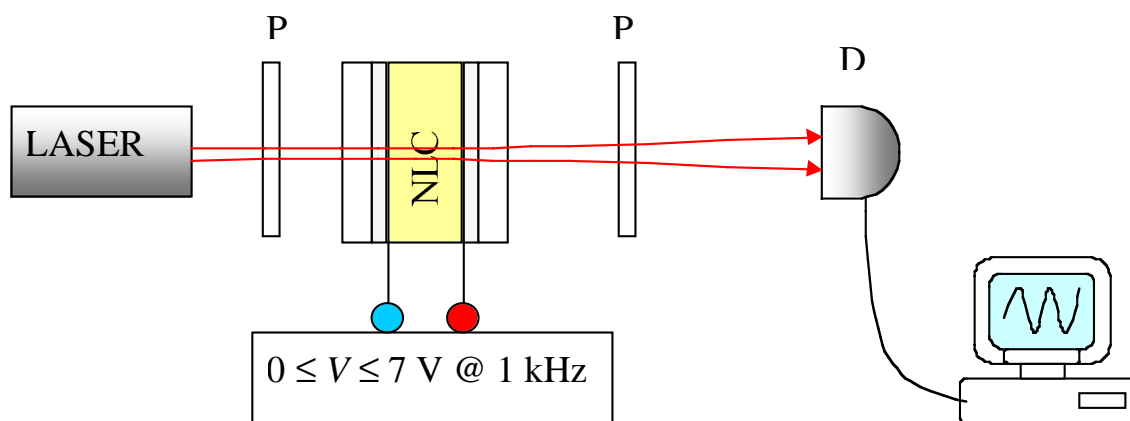 P
P
D
LASER
NLC
0 ≤ V ≤ 7 V @ 1 kHz